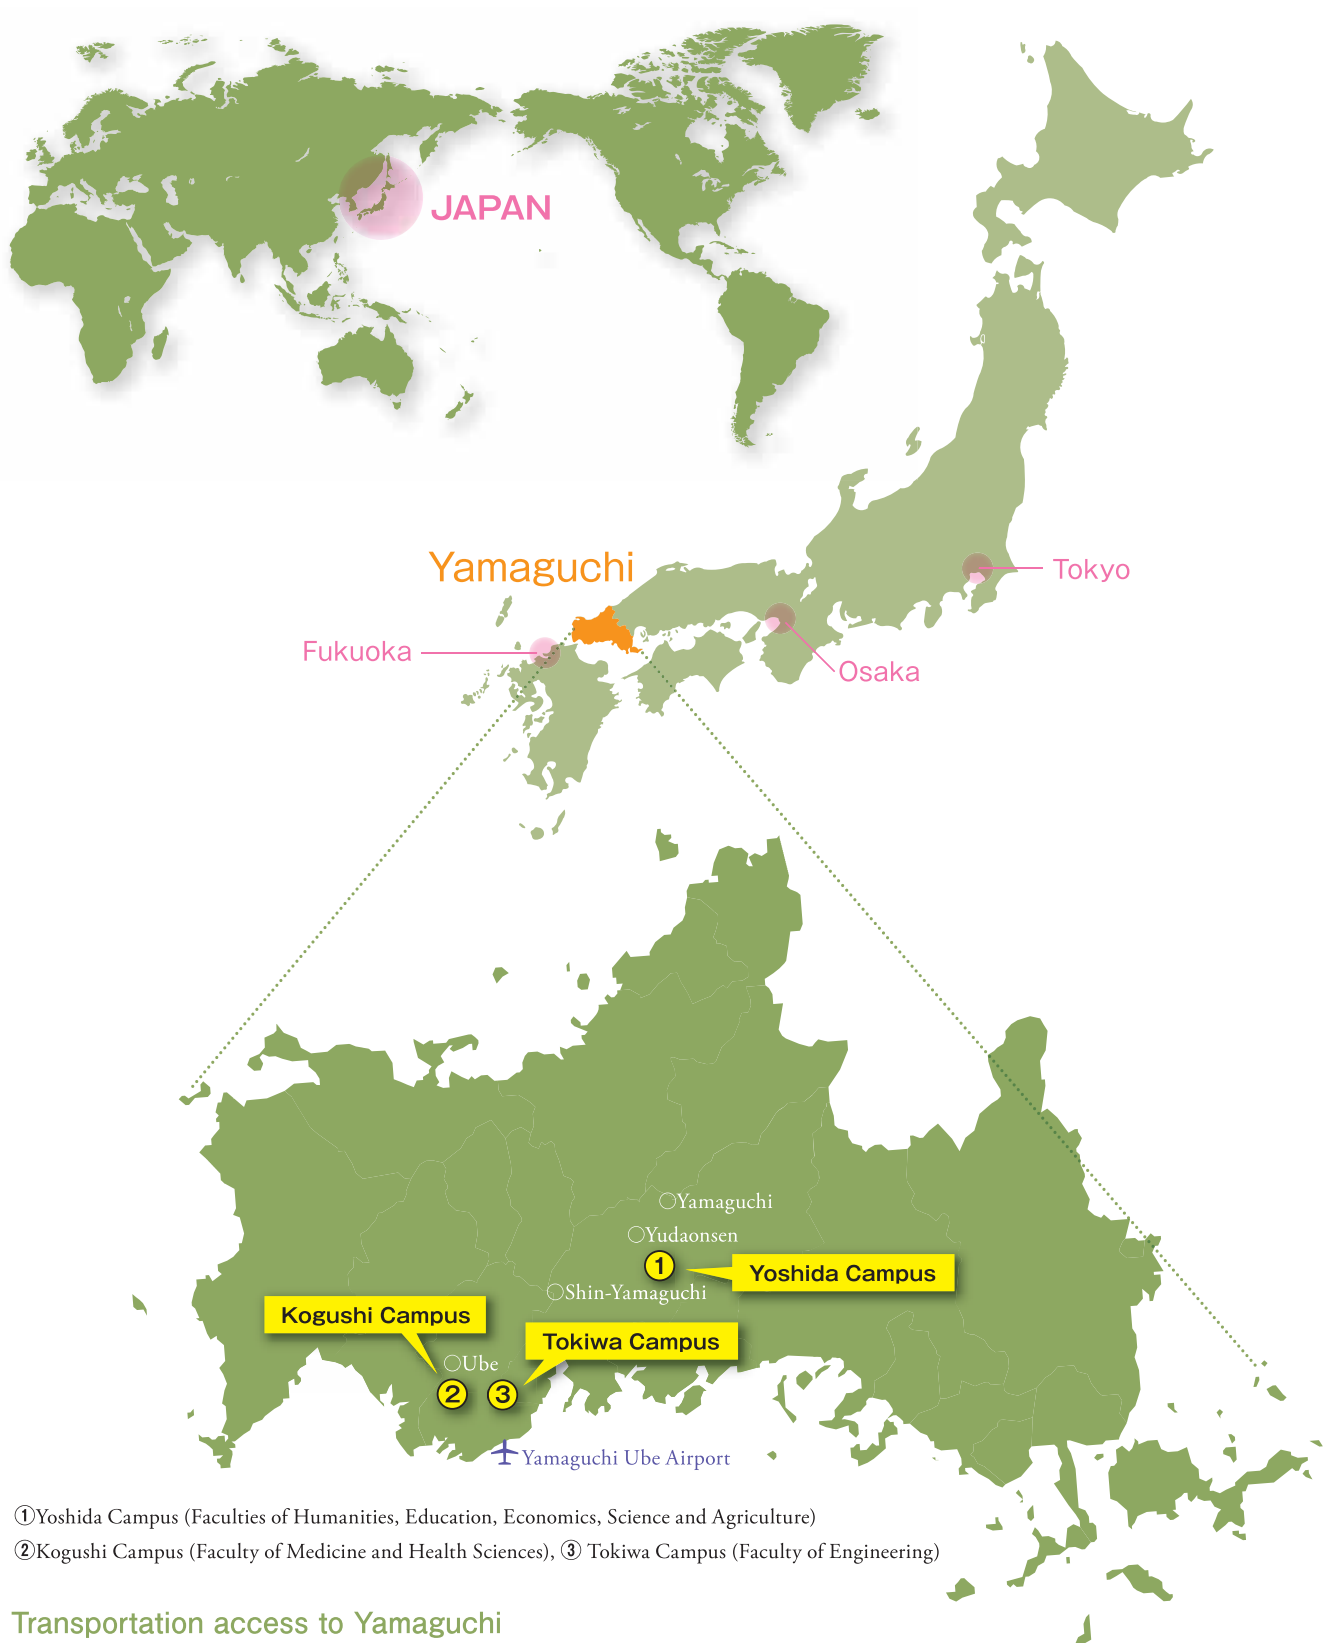 JAPAN
Yamaguchi
Tokyo
Fukuoka
Osaka
○Yamaguchi
○Yudaonsen
1
Yoshida Campus
○Shin-Yamaguchi
Kogushi Campus
Tokiwa Campus
○Ube
2
3
Yamaguchi Ube Airport
①Yoshida Campus (Faculties of Humanities, Education, Economics, Science and Agriculture)
②Kogushi Campus (Faculty of Medicine and Health Sciences), ③ Tokiwa Campus (Faculty of Engineering)
Transportation access to Yamaguchi